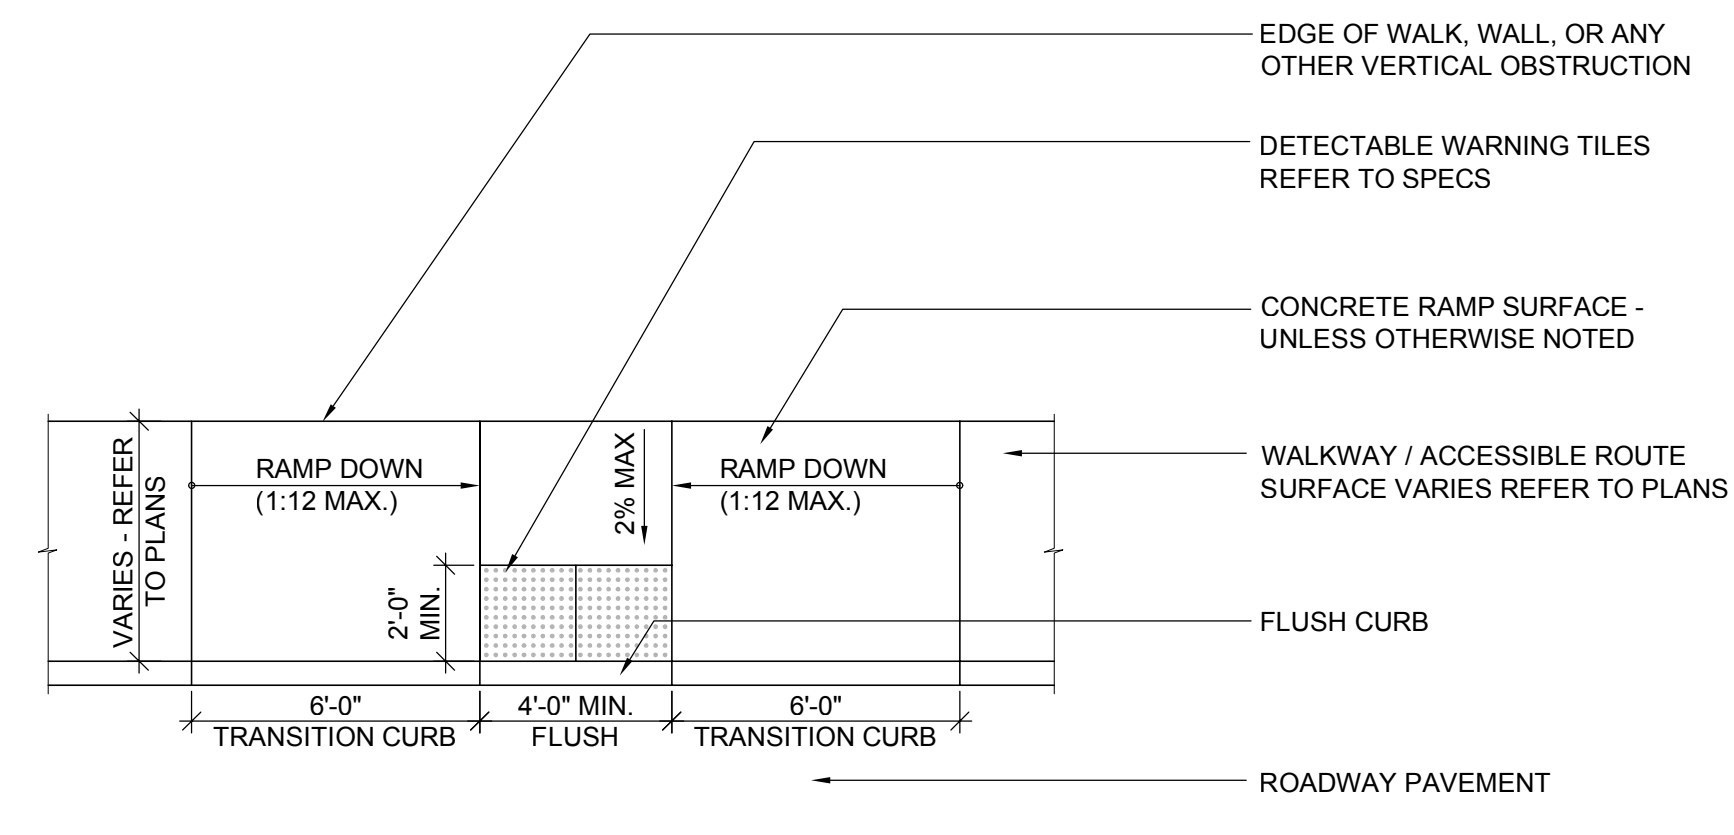 EDGE OF WALK, WALL, OR ANY
OTHER VERTICAL OBSTRUCTION
DETECTABLE WARNING TILES
REFER TO SPECS
CONCRETE RAMP SURFACE -
UNLESS OTHERWISE NOTED
WALKWAY / ACCESSIBLE ROUTE
SURFACE VARIES REFER TO PLANS
FLUSH CURB
ROADWAY PAVEMENT
VARIES - REFER
TO PLANS
RAMP DOWN
(1:12 MAX.)
2% MAX
RAMP DOWN
(1:12 MAX.)
2'-0"
MIN.
6'-0"
TRANSITION CURB
4'-0" MIN.
FLUSH
6'-0"
TRANSITION CURB